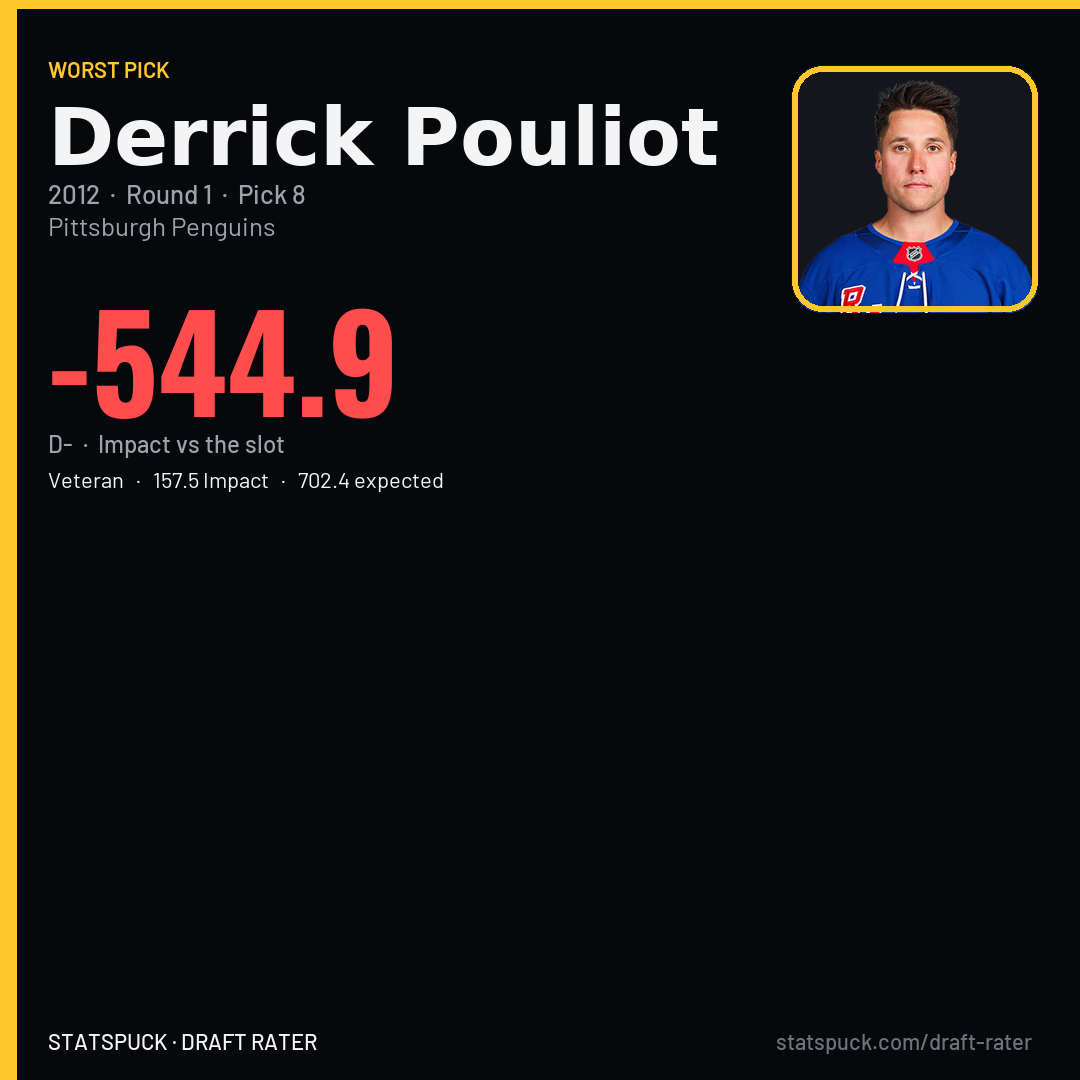 WORST PICK
Derrick Pouliot
2012 · Round 1 · Pick 8
Pittsburgh Penguins
-544.9
D- · Impact vs the slot
Veteran · 157.5 Impact · 702.4 expected
STATSPUCK · DRAFT RATER
statspuck.com/draft-rater